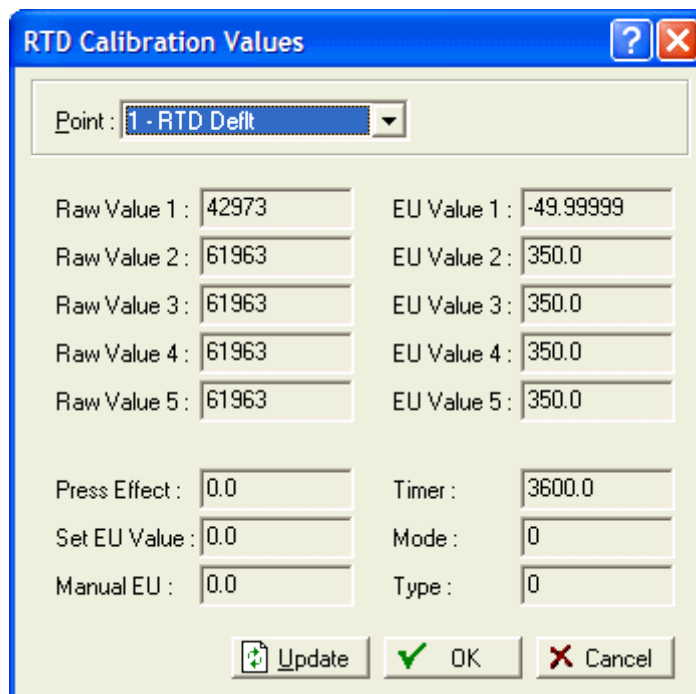 RTD Calibration Values
Point : 1 - RTD Deflt
Raw Value 1 : 42973 EU Value 1 : -49.99999
Raw Value 2 : 61963 EU Value 2 : 350.0
Raw Value 3 : 61963 EU Value 3 : 350.0
Raw Value 4 : 61963 EU Value 4 : 350.0
Raw Value 5 : 61963 EU Value 5 : 350.0
Press Effect : 0.0 Timer : 3600.0
Set EU Value : 0.0 Mode : 0
Manual EU : 0.0 Type : 0
Update OK Cancel